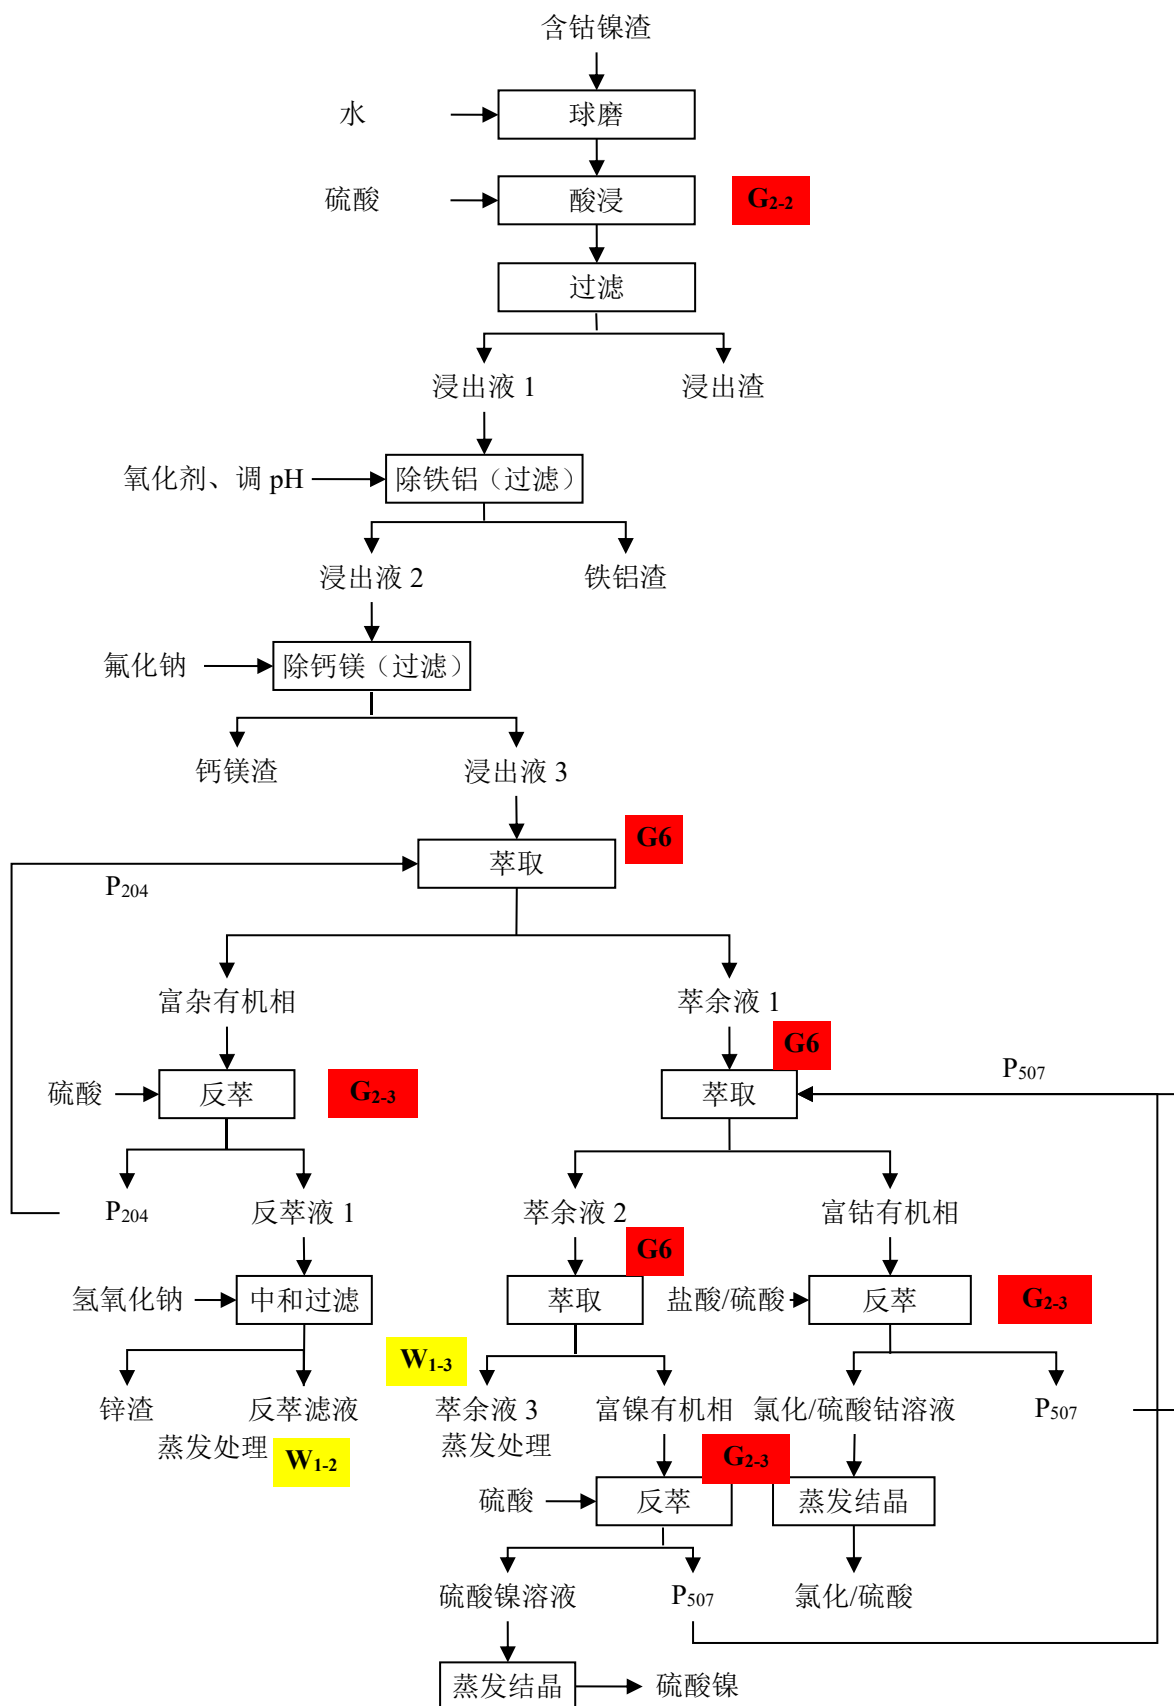 含钴镍渣
水
球磨
硫酸
酸浸
G2-2
过滤
浸出液 1
浸出渣
氧化剂、调 pH
除铁铝（过滤）
浸出液 2
铁铝渣
氟化钠
除钙镁（过滤）
钙镁渣
浸出液 3
G6
萃取
P204
富杂有机相
萃余液 1
G6
P507
硫酸
反萃
G2-3
萃取
P204
反萃液 1
萃余液 2
富钴有机相
G6
氢氧化钠
中和过滤
萃取
盐酸/硫酸
反萃
G2-3
W1-3
锌渣
反萃滤液
萃余液 3
富镍有机相
氯化/硫酸钴溶液
P507
蒸发处理
W1-2
蒸发处理
G2-3
硫酸
反萃
蒸发结晶
硫酸镍溶液
P507
氯化/硫酸
蒸发结晶
硫酸镍